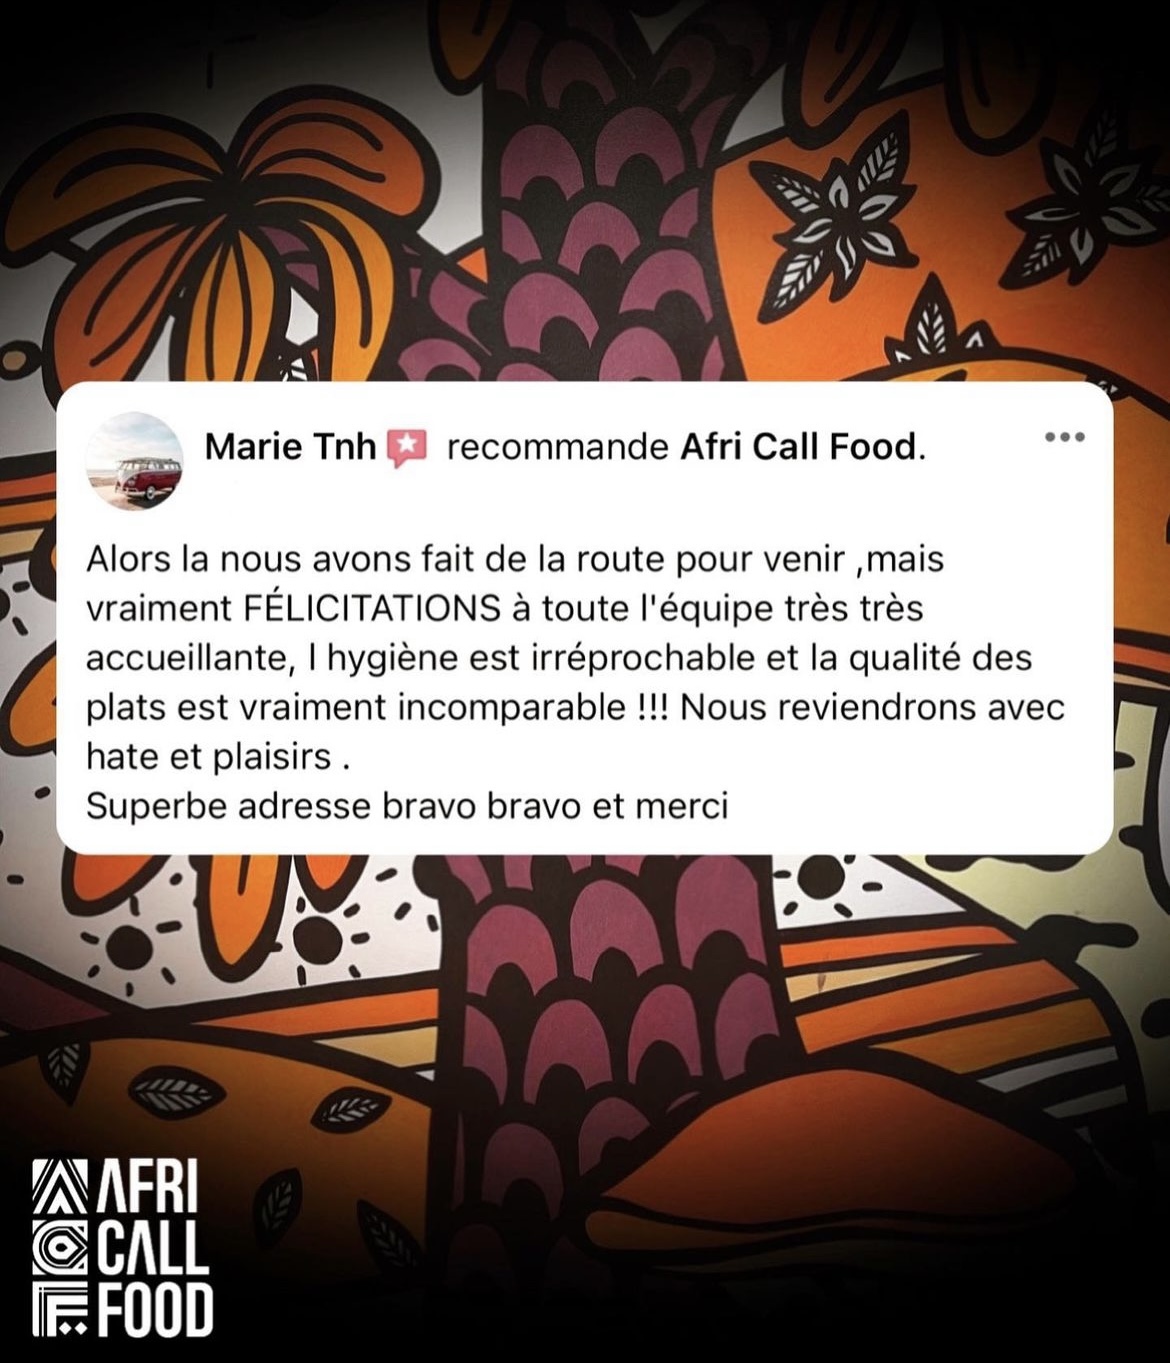 Marie Tnh recommande Afri Call Food.
Alors la nous avons fait de la route pour venir ,mais
vraiment FÉLICITATIONS à toute l'équipe très très
accueillante, l hygiène est irréprochable et la qualité des
plats est vraiment incomparable !!! Nous reviendrons avec
hate et plaisirs .
Superbe adresse bravo bravo et merci
AFRI
CALL
FOOD